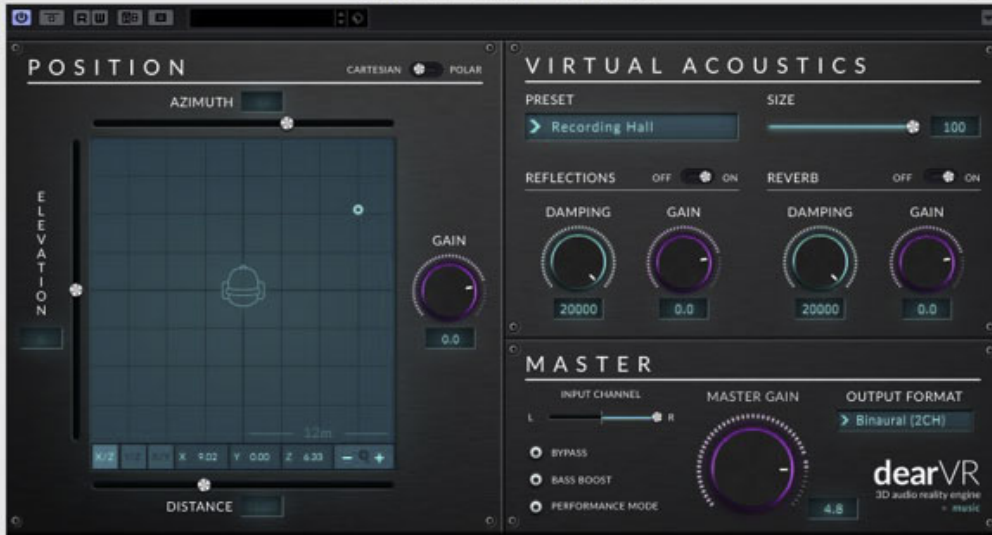 R W
POSITION
CARTESIAN POLAR
AZIMUTH
ELEVATION
GAIN
0.0
12m
X/Z X 9.02 Y 0.00 Z 6.33 − +
DISTANCE
VIRTUAL ACOUSTICS
PRESET SIZE
Recording Hall 100
REFLECTIONS OFF ON REVERB OFF ON
DAMPING GAIN DAMPING GAIN
20000 0.0 20000 0.0
MASTER
INPUT CHANNEL MASTER GAIN OUTPUT FORMAT
L R Binaural (2CH)
BYPASS
BASS BOOST
PERFORMANCE MODE
4.8
dearVR
3D audio reality engine
music